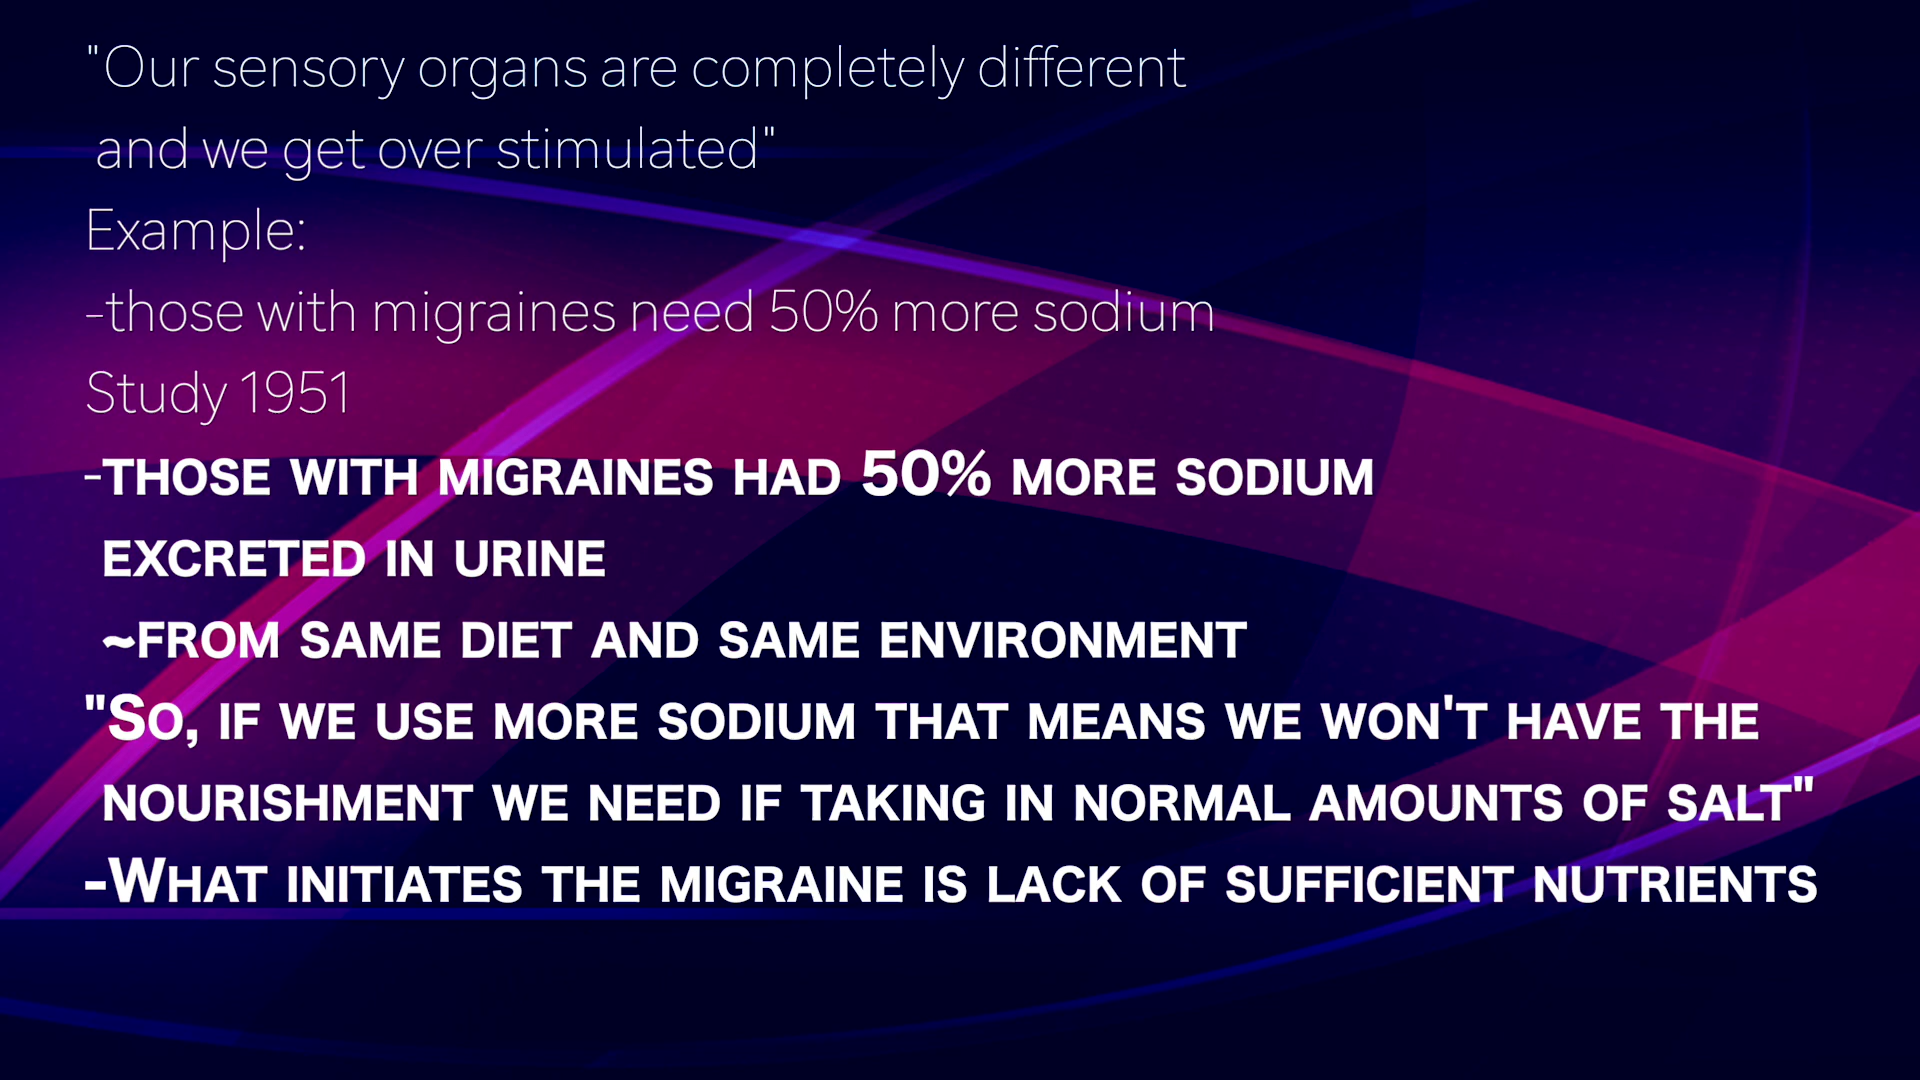 "Our sensory organs are completely different
and we get over stimulated"
Example:
-those with migraines need 50% more sodium
Study 1951
-THOSE WITH MIGRAINES HAD 50% MORE SODIUM
EXCRETED IN URINE
~FROM SAME DIET AND SAME ENVIRONMENT
"SO, IF WE USE MORE SODIUM THAT MEANS WE WON'T HAVE THE
NOURISHMENT WE NEED IF TAKING IN NORMAL AMOUNTS OF SALT"
-WHAT INITIATES THE MIGRAINE IS LACK OF SUFFICIENT NUTRIENTS